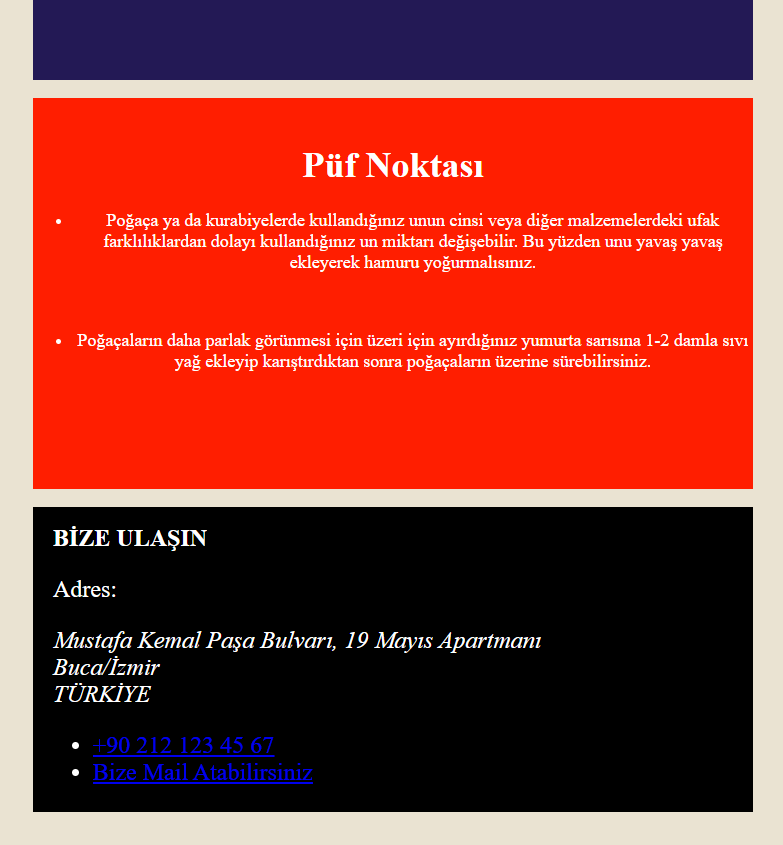 Püf Noktası
Poğaça ya da kurabiyelerde kullandığınız unun cinsi veya diğer malzemelerdeki ufak
farklılıklardan dolayı kullandığınız un miktarı değişebilir. Bu yüzden unu yavaş yavaş
ekleyerek hamuru yoğurmalısınız.
Poğaçaların daha parlak görünmesi için üzeri için ayırdığınız yumurta sarısına 1-2 damla sıvı
yağ ekleyip karıştırdıktan sonra poğaçaların üzerine sürebilirsiniz.
BİZE ULAŞIN
Adres:
Mustafa Kemal Paşa Bulvarı, 19 Mayıs Apartmanı
Buca/İzmir
TÜRKİYE
+90 212 123 45 67
Bize Mail Atabilirsiniz